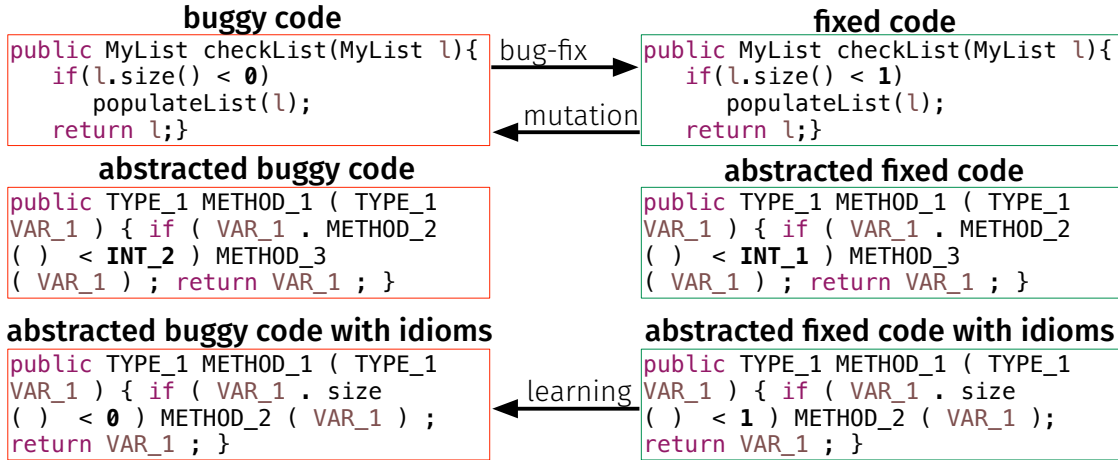 buggy code
public MyList checkList(MyList l){
if(l.size() < 0)
populateList(l);
return l;}
bug-fix
mutation
fixed code
public MyList checkList(MyList l){
if(l.size() < 1)
populateList(l);
return l;}
abstracted buggy code
public TYPE_1 METHOD_1 ( TYPE_1
VAR_1 ) { if ( VAR_1 . METHOD_2
( ) < INT_2 ) METHOD_3
( VAR_1 ) ; return VAR_1 ; }
abstracted fixed code
public TYPE_1 METHOD_1 ( TYPE_1
VAR_1 ) { if ( VAR_1 . METHOD_2
( ) < INT_1 ) METHOD_3
( VAR_1 ) ; return VAR_1 ; }
abstracted buggy code with idioms
public TYPE_1 METHOD_1 ( TYPE_1
VAR_1 ) { if ( VAR_1 . size
( ) < 0 ) METHOD_2 ( VAR_1 ) ;
return VAR_1 ; }
learning
abstracted fixed code with idioms
public TYPE_1 METHOD_1 ( TYPE_1
VAR_1 ) { if ( VAR_1 . size
( ) < 1 ) METHOD_2 ( VAR_1 );
return VAR_1 ; }